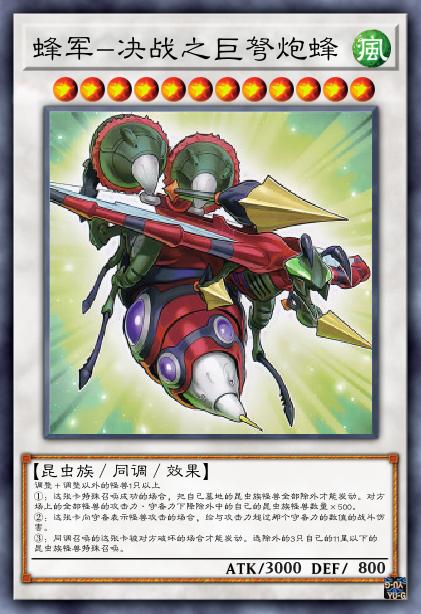 蜂军-决战之巨弩炮蜂
風
【昆虫族/同调/效果】
调整+调整以外的怪兽1只以上
①：这张卡特殊召唤成功的场合，把自己墓地的昆虫族怪兽全部除外才能发动。对方
场上的全部怪兽的攻击力·守备力下降除外中的自己的昆虫族怪兽数量×500。
②：这张卡向守备表示怪兽攻击的场合，给与攻击力超过那个守备力的数值的战斗伤
害。
③：同调召唤的这张卡被对方破坏的场合才能发动。选除外的3只自己的11星以下的
昆虫族怪兽特殊召唤。
ATK/3000 DEF/ 800